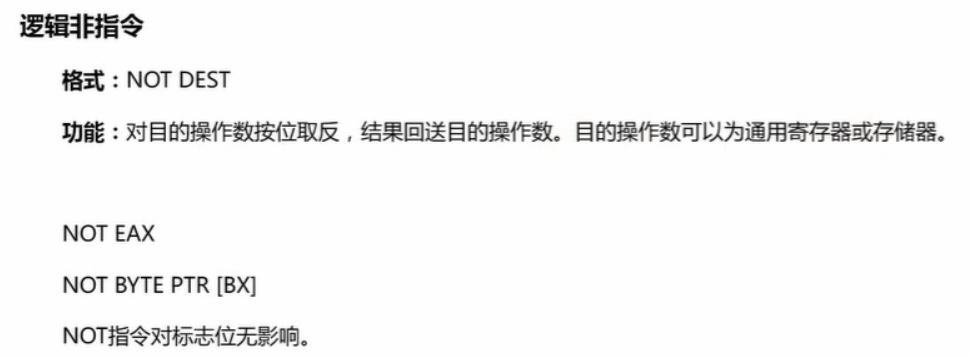 逻辑非指令
格式：NOT DEST
功能：对目的操作数按位取反，结果回送目的操作数。目的操作数可以为通用寄存器或存储器。
NOT EAX
NOT BYTE PTR [BX]
NOT指令对标志位无影响。